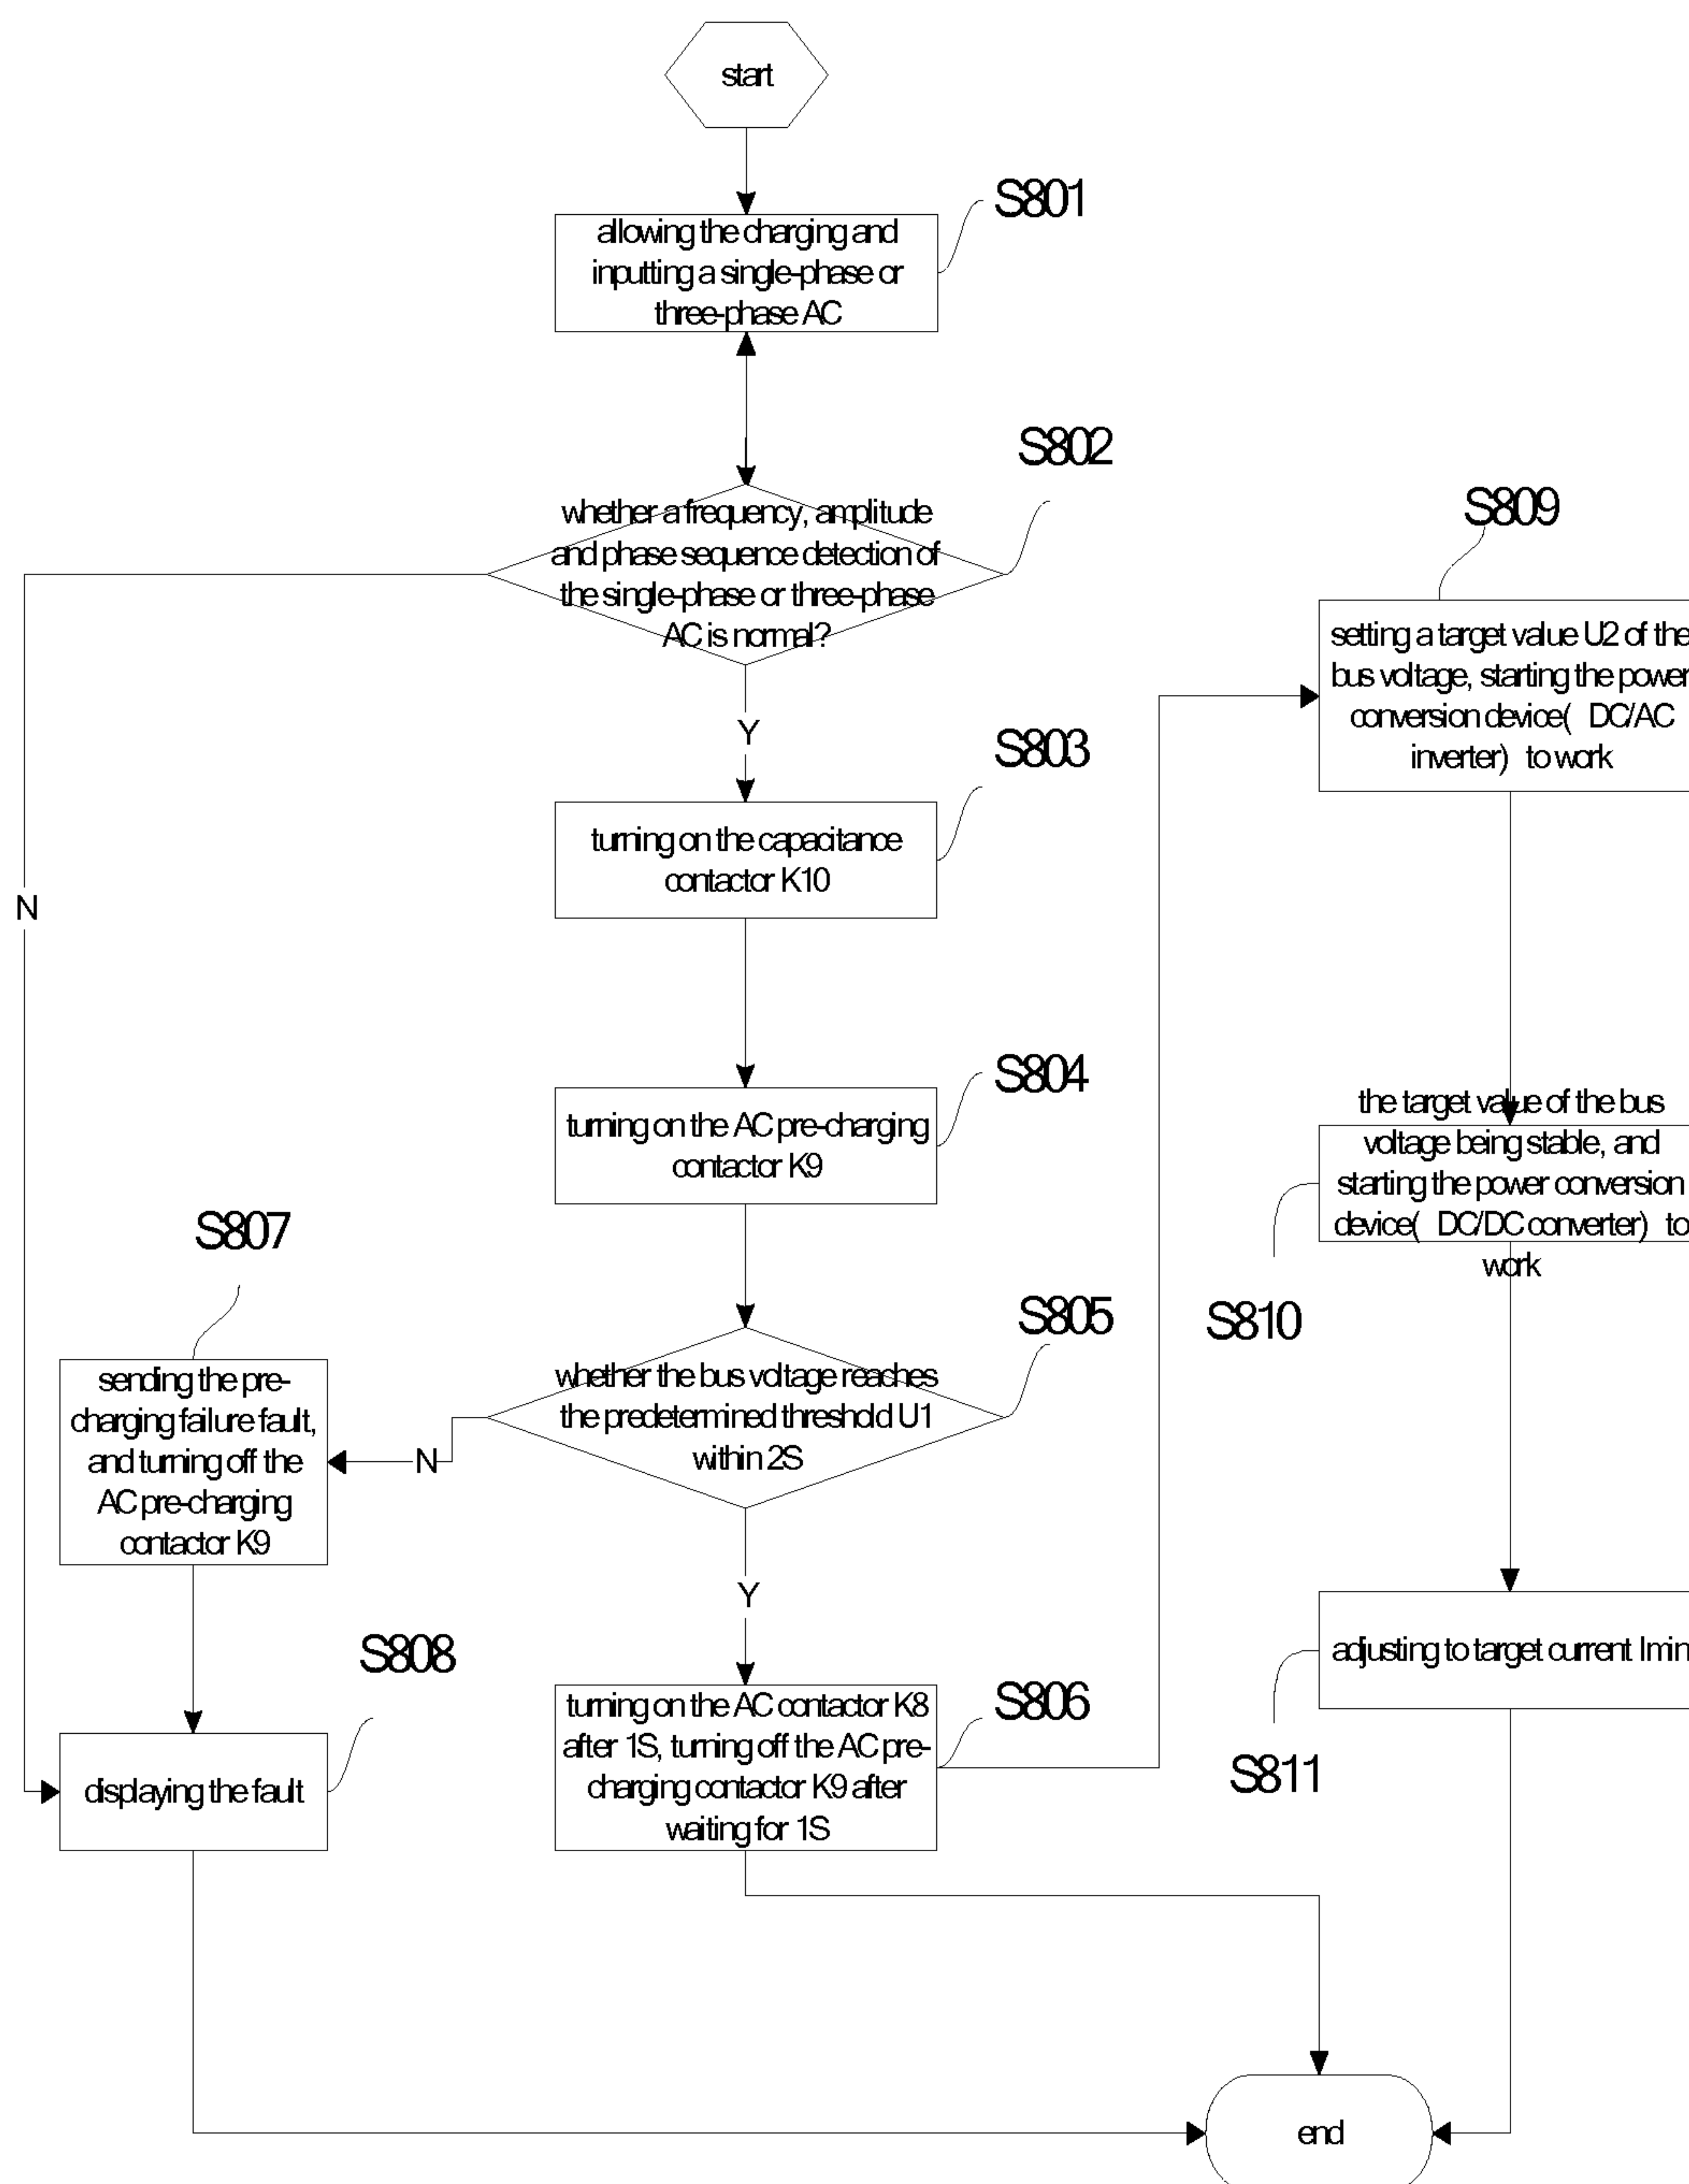 start
S801
allowing the charging and
inputting a single-phase or
three-phase AC
S802
whether a frequency, amplitude
and phase sequence detection of
the single-phase or three-phase
AC is normal?
N
Y
S803
turning on the capacitance
contactor K10
S804
turning on the AC pre-charging
contactor K9
S805
whether the bus voltage reaches
the predetermined threshold U1
within 2S
N
Y
S807
sending the pre-
charging failure fault,
and turning off the
AC pre-charging
contactor K9
S808
displaying the fault
S806
turning on the AC contactor K8
after 1S, turning off the AC pre-
charging contactor K9 after
waiting for 1S
S809
setting a target value U2 of the
bus voltage, starting the power
conversion device( DC/AC
inverter) to work
S810
the target value of the bus
voltage being stable, and
starting the power conversion
device( DC/DC converter) to
work
S811
adjusting to target current Imin
end